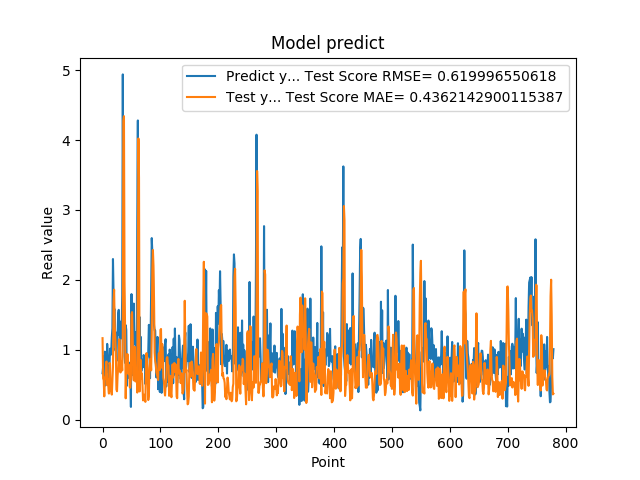 Model predict
Predict y... Test Score RMSE= 0.619996550618
Test y... Test Score MAE= 0.4362142900115387
Real value
5
4
3
2
1
0
0 100 200 300 400 500 600 700 800
Point